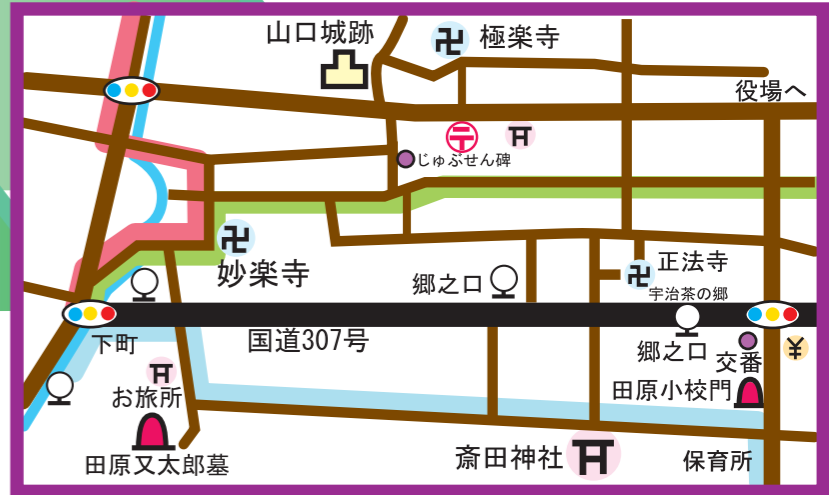 山口城跡
極楽寺
役場へ
じゅぶせん碑
妙楽寺
郷之口
正法寺
宇治茶の郷
国道307号
下町
郷之口
交番
¥
お旅所
田原小校門
田原又太郎墓
斎田神社
保育所